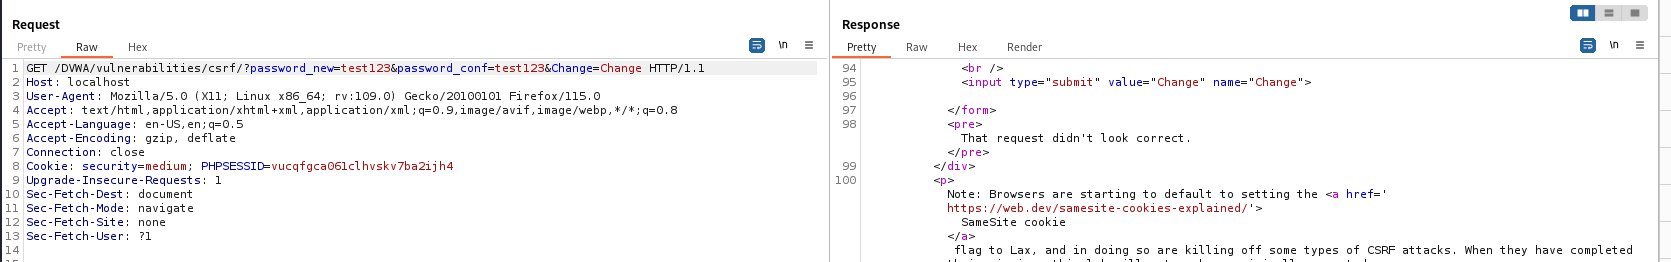 Request
Pretty Raw Hex
\n
1 GET /DVWA/vulnerabilities/csrf/?password_new=test123&password_conf=test123&Change=Change HTTP/1.1
2 Host: localhost
3 User-Agent: Mozilla/5.0 (X11; Linux x86_64; rv:109.0) Gecko/20100101 Firefox/115.0
4 Accept: text/html,application/xhtml+xml,application/xml;q=0.9,image/avif,image/webp,*/*;q=0.8
5 Accept-Language: en-US,en;q=0.5
6 Accept-Encoding: gzip, deflate
7 Connection: close
8 Cookie: security=medium; PHPSESSID=vucqfgca06lclhvskv7ba2ijh4
9 Upgrade-Insecure-Requests: 1
10 Sec-Fetch-Dest: document
11 Sec-Fetch-Mode: navigate
12 Sec-Fetch-Site: none
13 Sec-Fetch-User: ?1
14
Response
Pretty Raw Hex Render
\n
94 <br />
95 <input type="submit" value="Change" name="Change">
96
97 </form>
98 <pre>
That request didn't look correct.
</pre>
99 </div>
100 <p>
Note: Browsers are starting to default to setting the <a href='
https://web.dev/samesite-cookies-explained/'>
SameSite cookie
</a>
flag to Lax, and in doing so are killing off some types of CSRF attacks. When they have completed